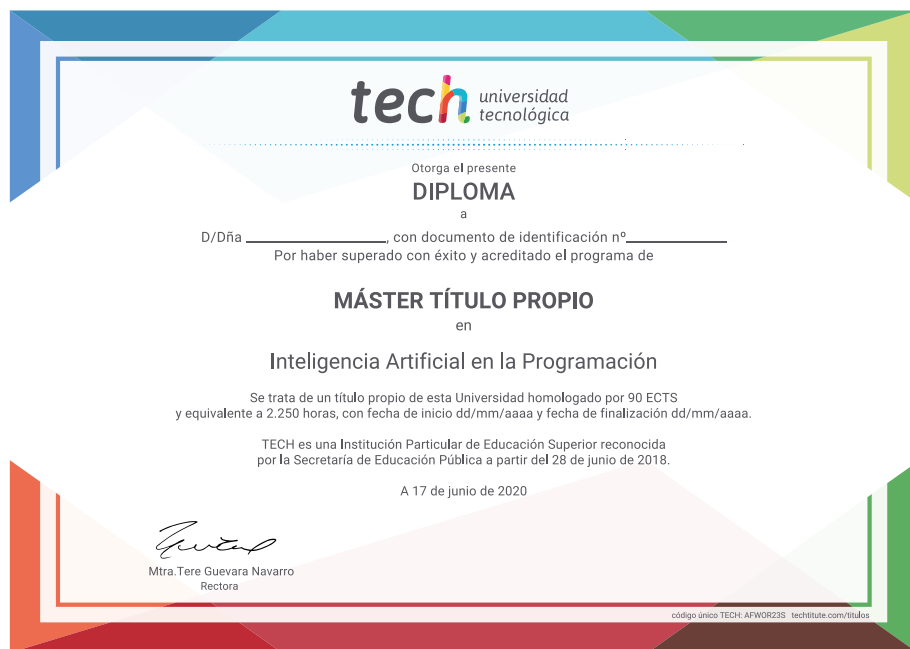 tech universidad
tecnológica
Otorga el presente
DIPLOMA
a
D/Dña ________________, con documento de identificación nº____________
Por haber superado con éxito y acreditado el programa de
MÁSTER TÍTULO PROPIO
en
Inteligencia Artificial en la Programación
Se trata de un título propio de esta Universidad homologado por 90 ECTS
y equivalente a 2.250 horas, con fecha de inicio dd/mm/aaaa y fecha de finalización dd/mm/aaaa.
TECH es una Institución Particular de Educación Superior reconocida
por la Secretaría de Educación Pública a partir del 28 de junio de 2018.
A 17 de junio de 2020
Mtra.Tere Guevara Navarro
Rectora
código único TECH: AFWOR23S techtitute.com/titulos